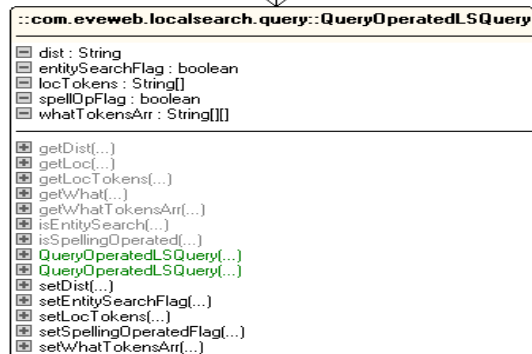 ::com.eveweb.localsearch.query::QueryOperatedLSQuery
dist : String
entitySearchFlag : boolean
locTokens : String[]
spellOpFlag : boolean
whatTokensArr : String[][]
getDist(...)
getLoc(...)
getLocTokens(...)
getWhat(...)
getWhatTokensArr(...)
isEntitySearch(...)
isSpellingOperated(...)
QueryOperatedLSQuery(...)
QueryOperatedLSQuery(...)
setDist(...)
setEntitySearchFlag(...)
setLocTokens(...)
setSpellingOperatedFlag(...)
setWhatTokensArr(...)